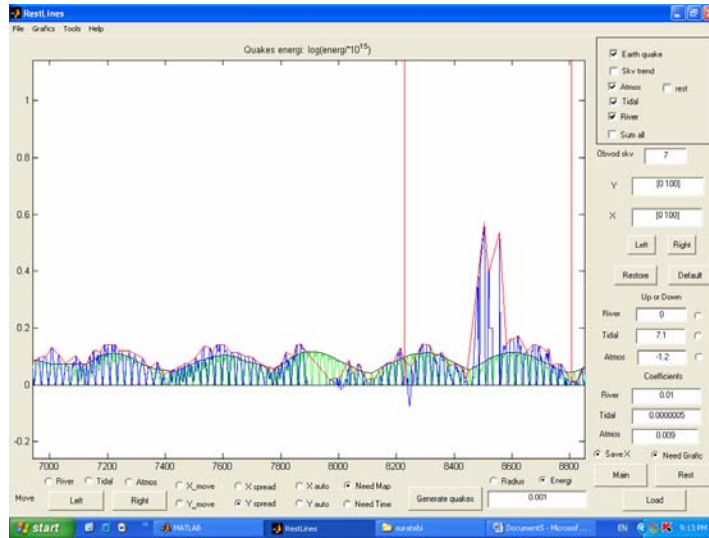 RestLines
File Grafics Tools Help
Quakes energi: log(energi*10^15)
1
0.8
0.6
0.4
0.2
0
-0.2
7000 7200 7400 7600 7800 8000 8200 8400 8600 8800
Earth quake
Skv trend
Atmos rest
Tidal
River
Sum all
Obvod skv 7
Y [0 100]
X [0 100]
Left Right
Restore Default
Up or Down
River 0
Tidal 7.1
Atmos -1.2
Coefficients
River 0.01
Tidal 0.0000005
Atmos 0.009
Save X Need Grafic
Main Rest
Load
River Tidal Atmos X_move X spread X auto Need Map Radius Energi
Move Left Right Y_move Y spread Y auto Need Time Generate quakes 0.001
start MATLAB RestLines Document5 - Microsof... EN 9:13 PM